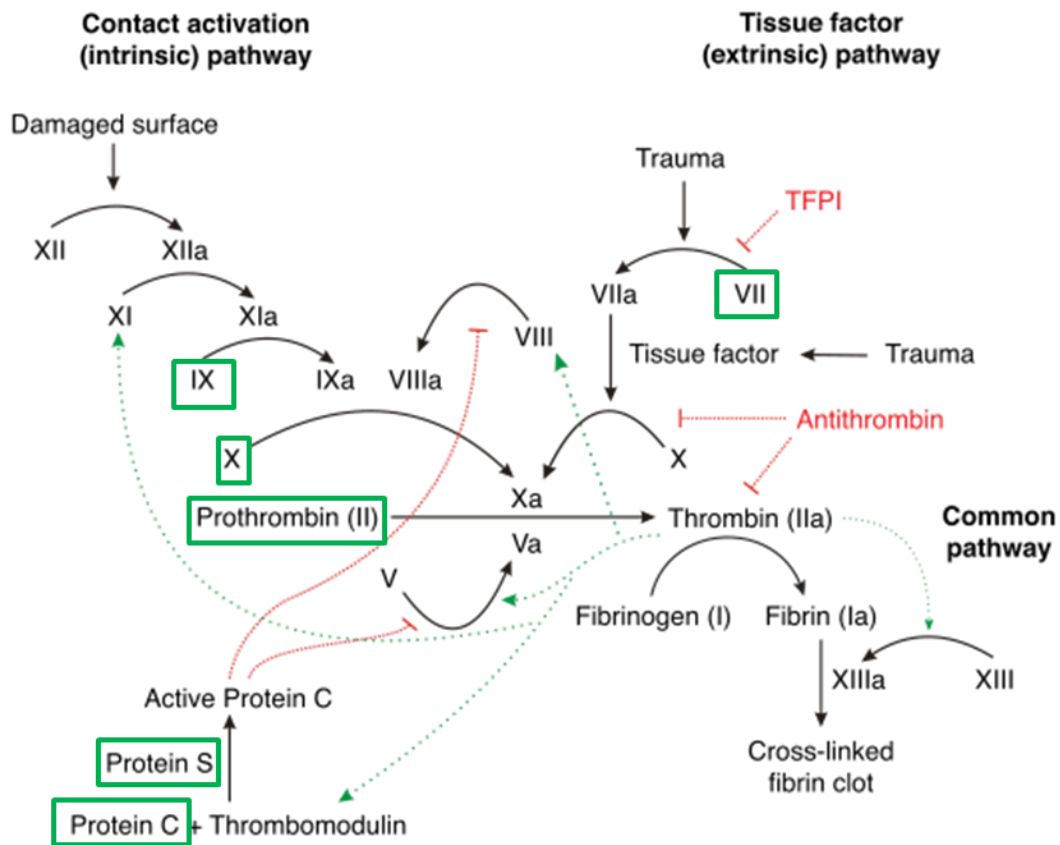 Contact activation
(intrinsic) pathway
Tissue factor
(extrinsic) pathway
Damaged surface
Trauma
TFPI
XII
XIIa
VIIa
VII
XI
XIa
VIII
Tissue factor
Trauma
IX
IXa
VIIIa
Antithrombin
X
X
Xa
Prothrombin (II)
Thrombin (IIa)
Common
pathway
Va
V
Fibrinogen (I)
Fibrin (Ia)
Active Protein C
XIIIa
XIII
Protein S
Cross-linked
fibrin clot
Protein C + Thrombomodulin